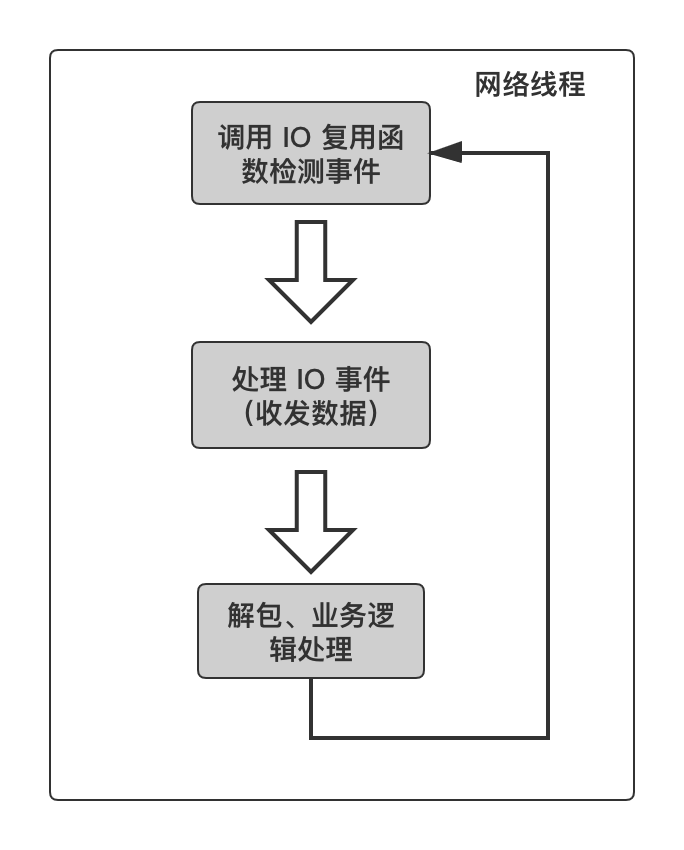 网络线程
调用 IO 复用函
数检测事件
处理 IO 事件
（收发数据）
解包、业务逻
辑处理